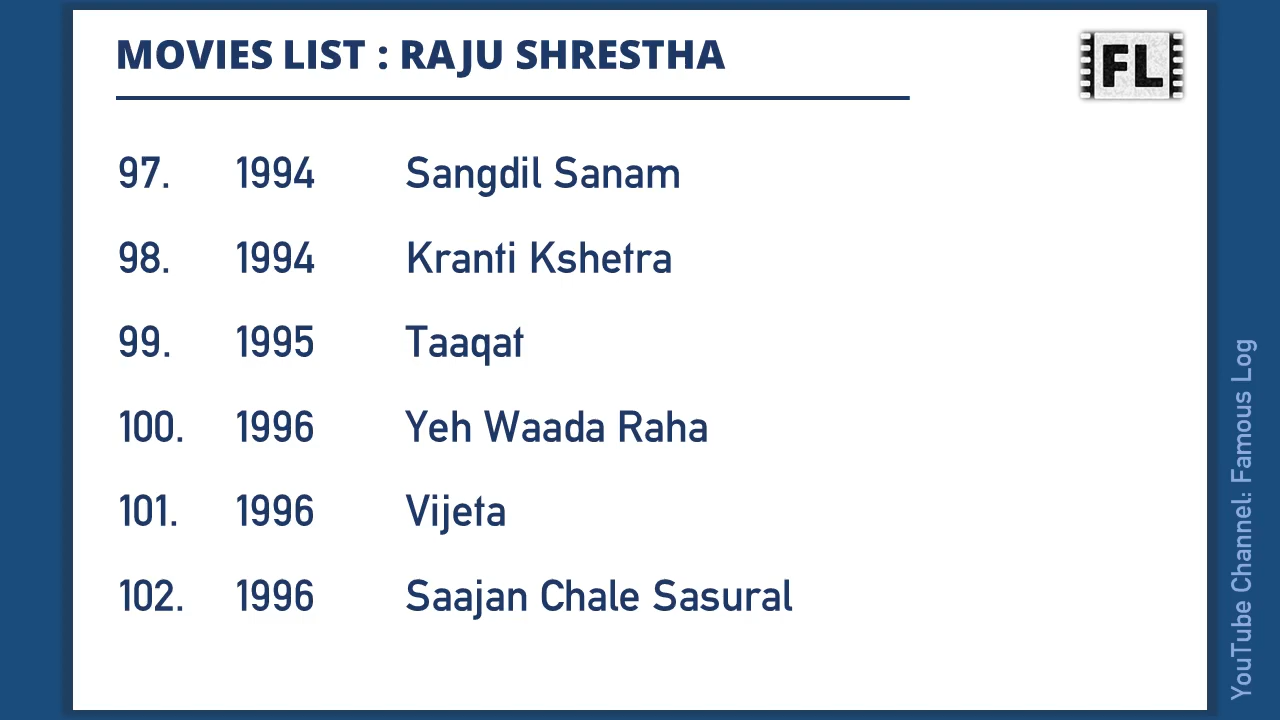 MOVIES LIST : RAJU SHRESTHA
FL
97. 1994 Sangdil Sanam
98. 1994 Kranti Kshetra
99. 1995 Taaqat
100. 1996 Yeh Waada Raha
101. 1996 Vijeta
102. 1996 Saajan Chale Sasural
YouTube Channel: Famous Log